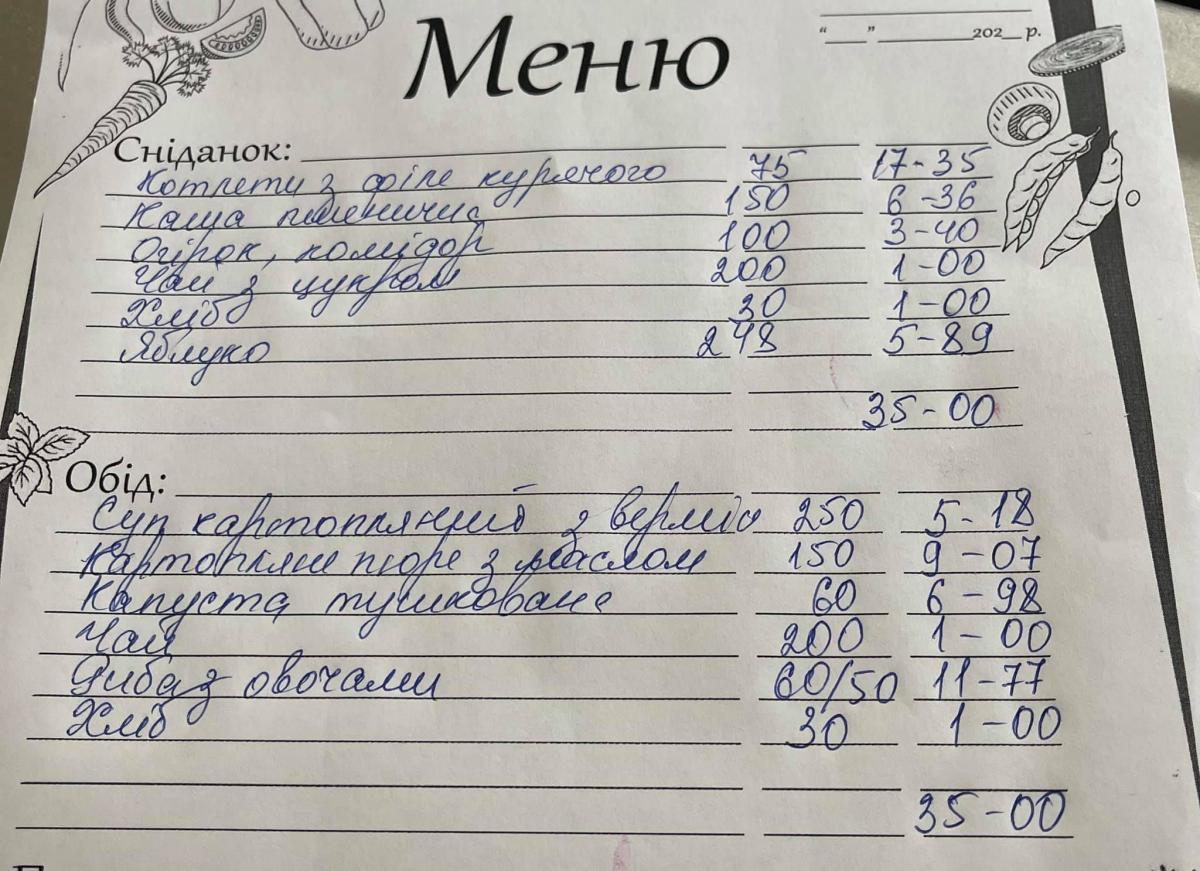 Меню
“___” ____________202__ р.
Сніданок:
Котлети з філе курячого 75 17-35
Каша пшенична 150 6-36
Огірок, помідор 100 3-40
Чай з цукром 200 1-00
Хліб 30 1-00
Яблуко 248 5-89
35-00
Обід:
Суп картопляний з верміш 250 5-18
Картопляне пюре з маслом 150 9-07
Капуста тушкована 60 6-98
Чай 200 1-00
Риба з овочами 60/50 11-77
Хліб 30 1-00
35-00